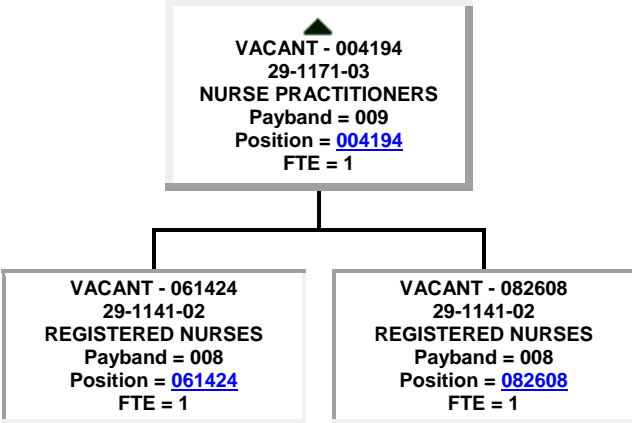 VACANT - 004194
29-1171-03
NURSE PRACTITIONERS
Payband = 009
Position = 004194
FTE = 1
VACANT - 061424
29-1141-02
REGISTERED NURSES
Payband = 008
Position = 061424
FTE = 1
VACANT - 082608
29-1141-02
REGISTERED NURSES
Payband = 008
Position = 082608
FTE = 1